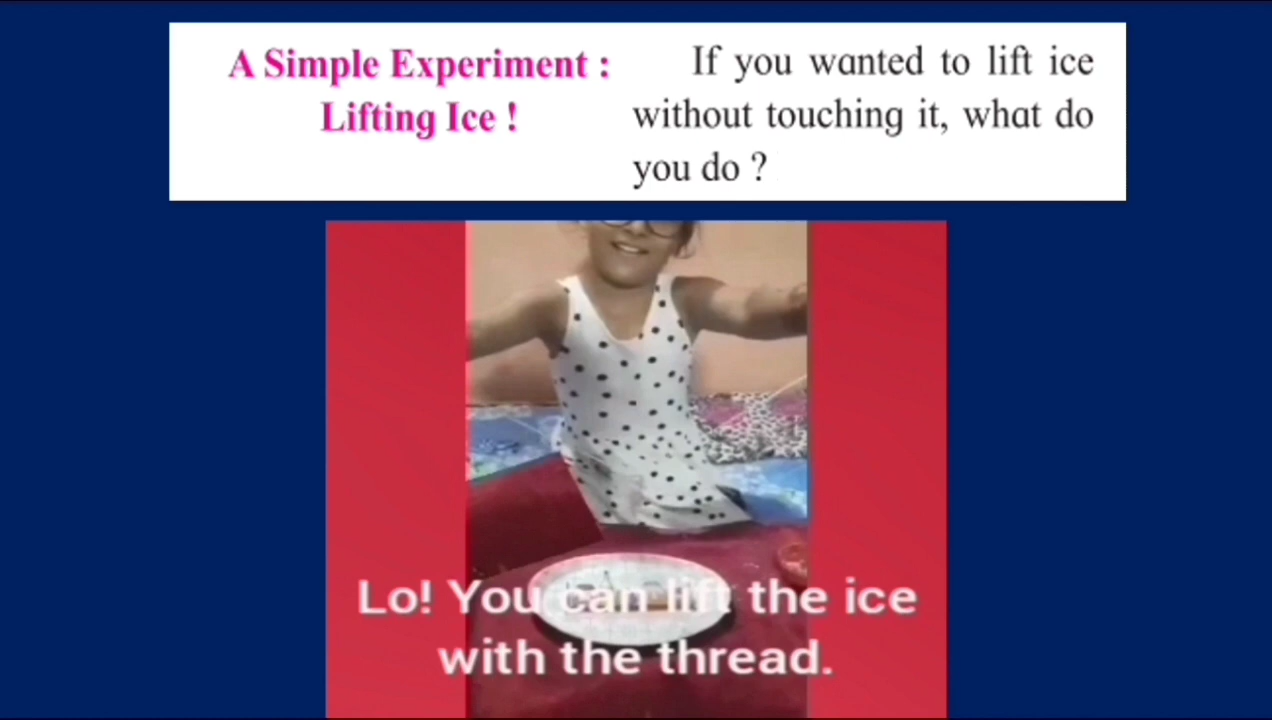 A Simple Experiment :
Lifting Ice !
If you wanted to lift ice
without touching it, what do
you do ?
Lo! You can lift the ice
with the thread.